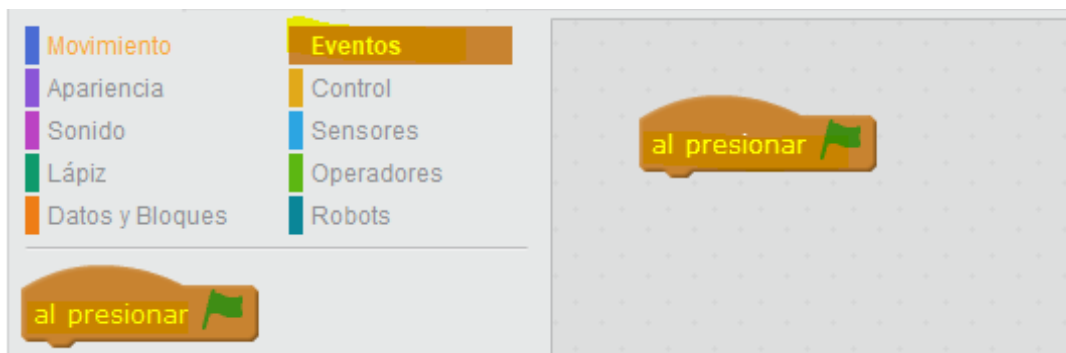 Movimiento
Eventos
Apariencia
Control
Sonido
Sensores
Lápiz
Operadores
Datos y Bloques
Robots
al presionar
al presionar